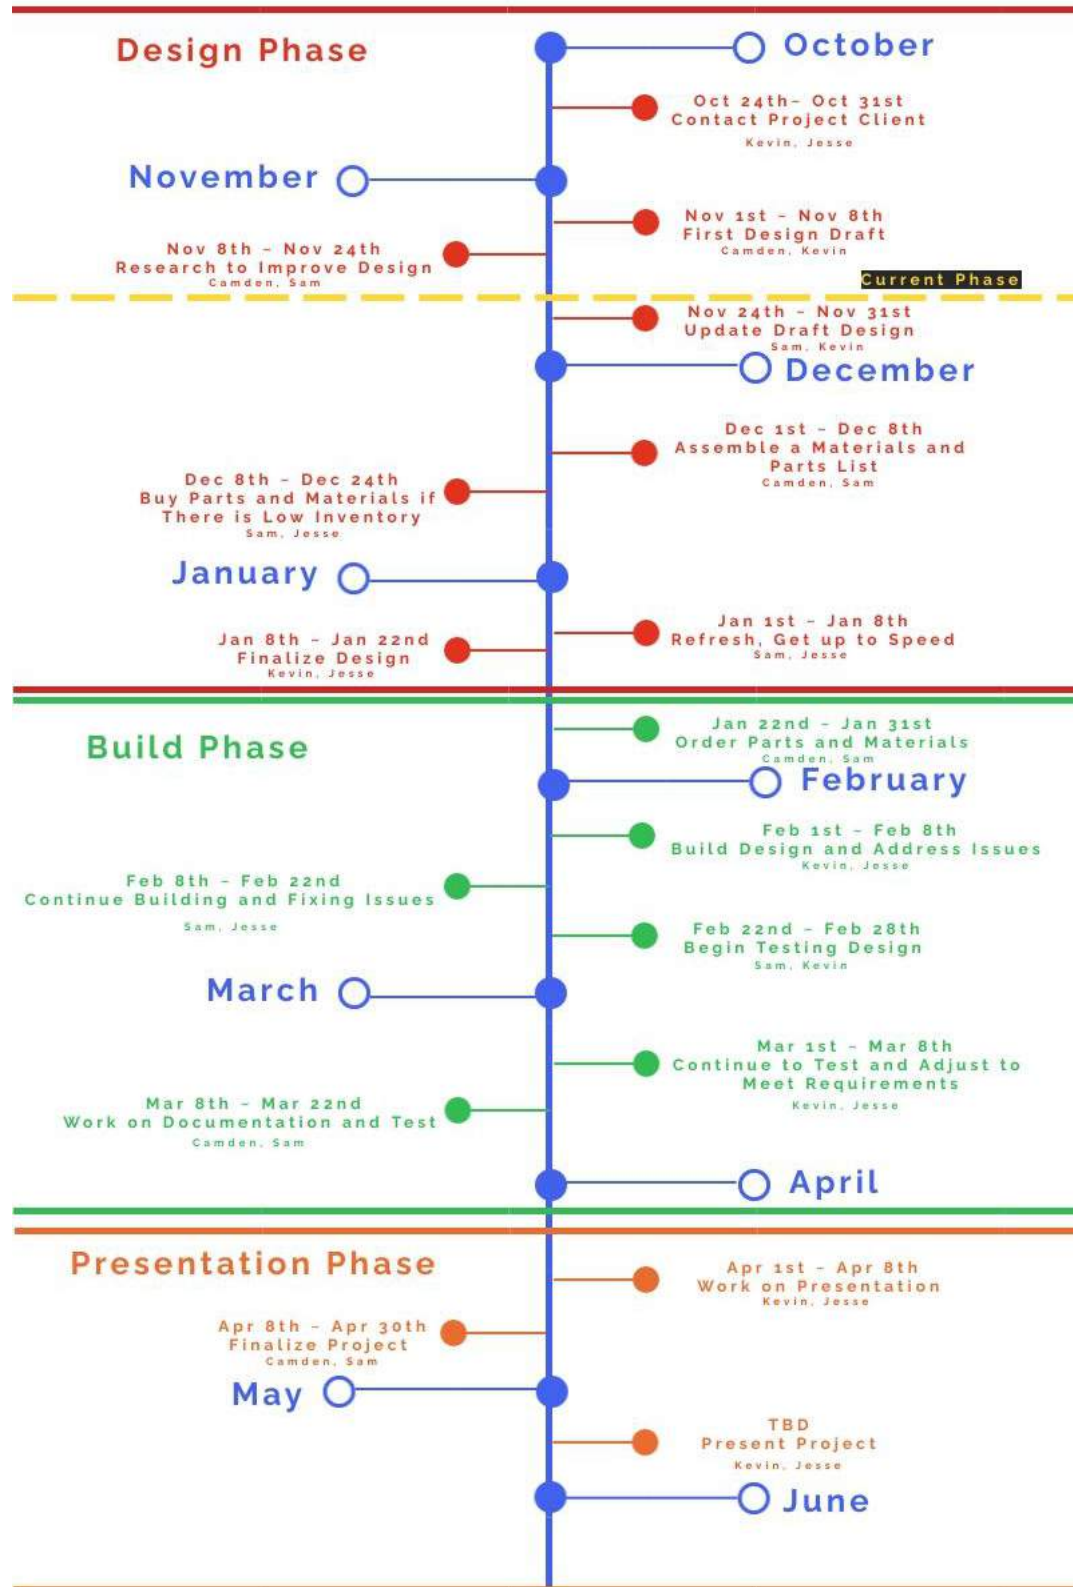 Design Phase
October
Oct 24th– Oct 31st
Contact Project Client
Kevin, Jesse
November
Nov 1st – Nov 8th
First Design Draft
Camden, Kevin
Nov 8th – Nov 24th
Research to Improve Design
Camden, Sam
Current Phase
Nov 24th – Nov 31st
Update Draft Design
Sam, Kevin
December
Dec 1st – Dec 8th
Assemble a Materials and
Parts List
Camden, Sam
Dec 8th – Dec 24th
Buy Parts and Materials if
There is Low Inventory
Sam, Jesse
January
Jan 1st – Jan 8th
Refresh, Get up to Speed
Sam, Jesse
Jan 8th – Jan 22nd
Finalize Design
Kevin, Jesse
Build Phase
Jan 22nd – Jan 31st
Order Parts and Materials
Camden, Sam
February
Feb 1st – Feb 8th
Build Design and Address Issues
Kevin, Jesse
Feb 8th – Feb 22nd
Continue Building and Fixing Issues
Sam, Jesse
Feb 22nd – Feb 28th
Begin Testing Design
Sam, Kevin
March
Mar 1st – Mar 8th
Continue to Test and Adjust to
Meet Requirements
Kevin, Jesse
Mar 8th – Mar 22nd
Work on Documentation and Test
Camden, Sam
April
Presentation Phase
Apr 1st – Apr 8th
Work on Presentation
Kevin, Jesse
Apr 8th – Apr 30th
Finalize Project
Camden, Sam
May
TBD
Present Project
Kevin, Jesse
June